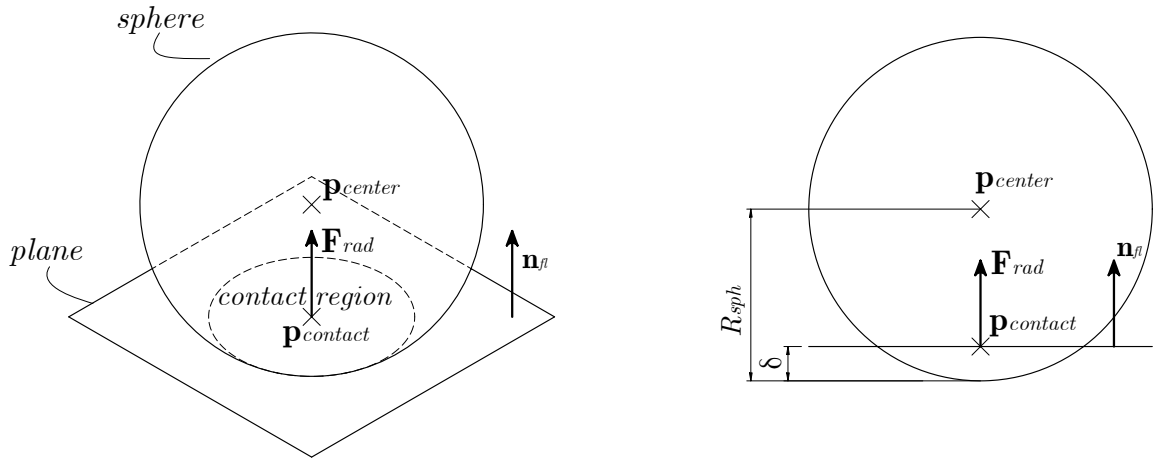 sphere
p center
F rad
plane
n fl
contact region
p contact
p center
n fl
F rad
R sph
p contact
δ